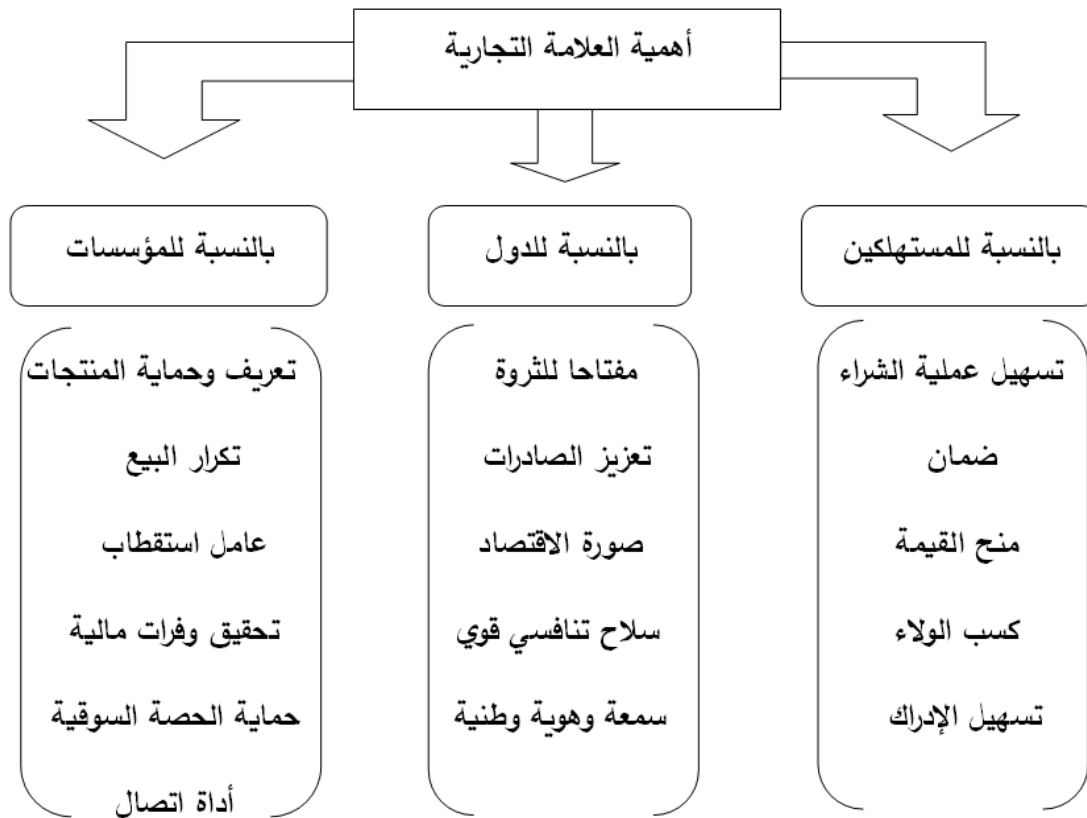 أهمية العلامة التجارية
بالنسبة للمستهلكين
تسهيل عملية الشراء
ضمان
منح القيمة
كسب الولاء
تسهيل الإدراك
بالنسبة للدول
مفتاحا للثروة
تعزيز الصادرات
صورة الاقتصاد
سلاح تنافسي قوي
سمعة وهوية وطنية
بالنسبة للمؤسسات
تعريف وحماية المنتجات
تكرار البيع
عامل استقطاب
تحقيق وفرات مالية
حماية الحصة السوقية
أداة اتصال